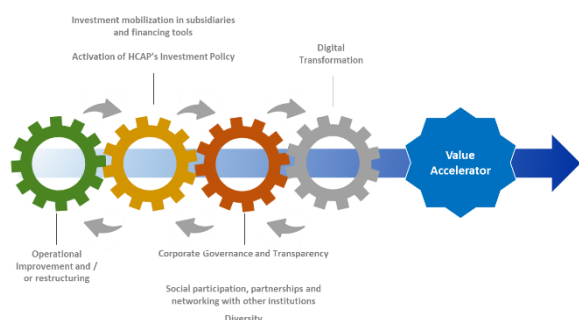 Investment mobilization in subsidiaries
and financing tools
Activation of HCAP's Investment Policy
Digital
Transformation
Value
Accelerator
Operational
Improvement and /
or restructuring
Corporate Governance and Transparency
Social participation, partnerships and
networking with other institutions
Diversity